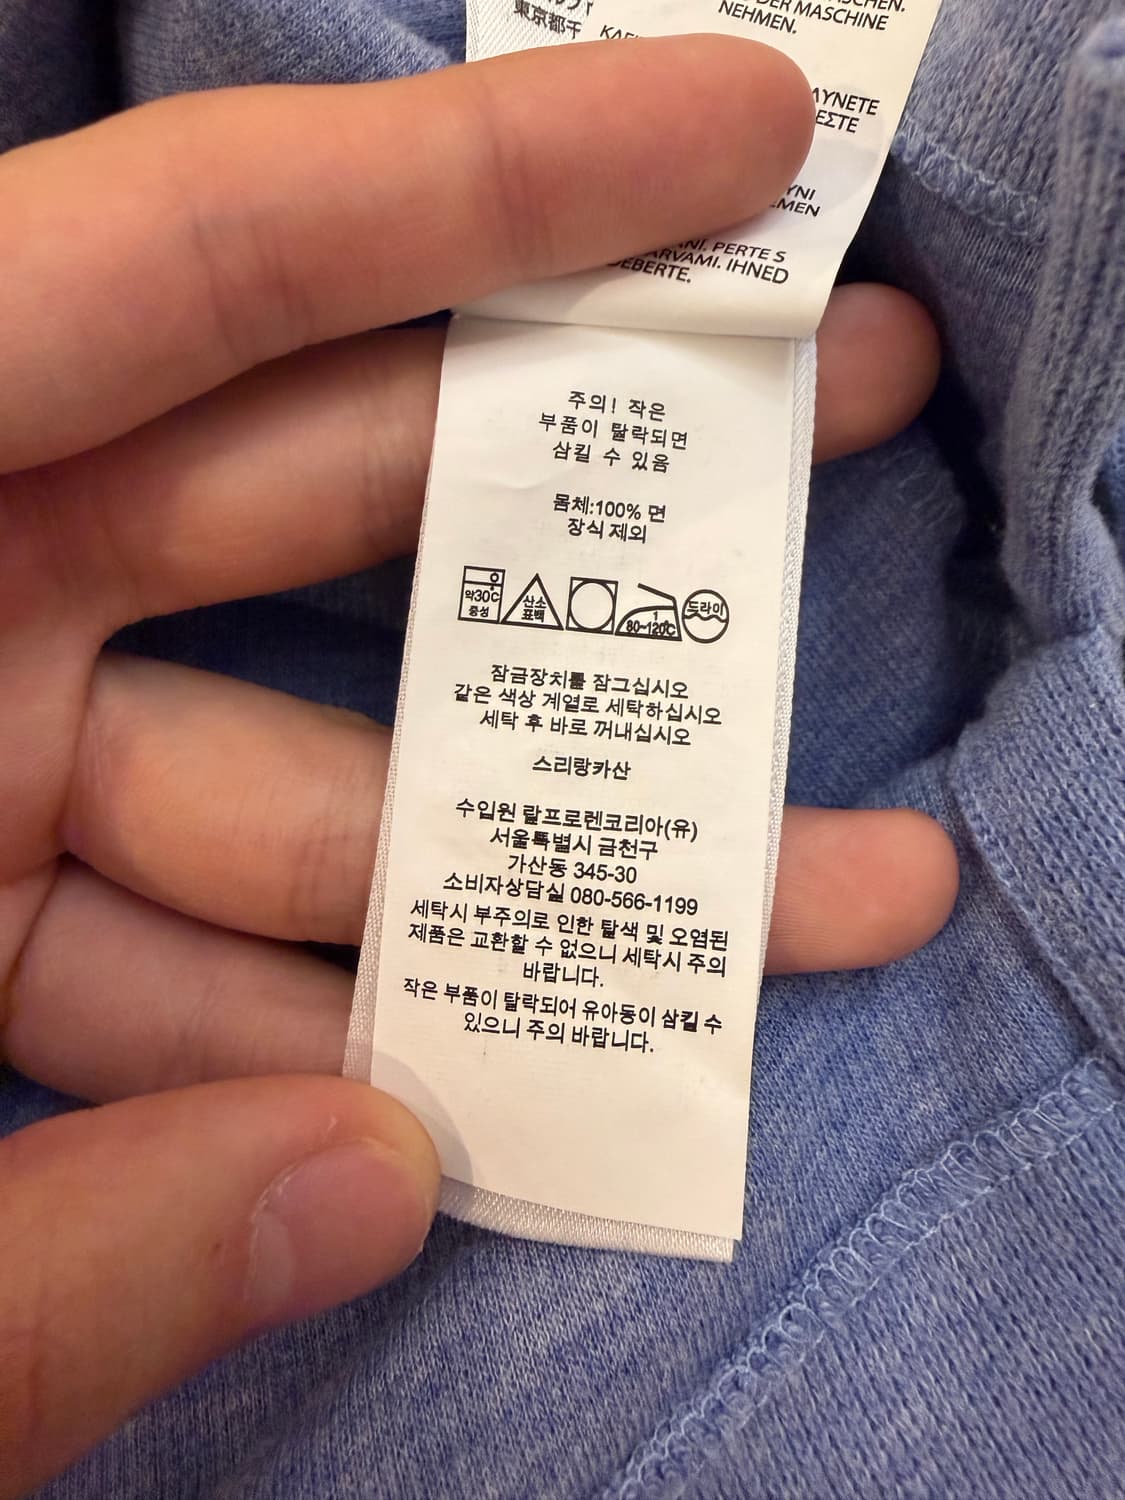 東京都千
DER MASCHINE
NEHMEN.
PERTE S
IHNED
주의! 작은
부품이 탈락되면
삼킬 수 있음
몸체:100% 면
장식 제외
약30℃
중성
산소
표백
1
80~120℃
드라이
잠금장치를 잠그십시오
같은 색상 계열로 세탁하십시오
세탁 후 바로 꺼내십시오
스리랑카산
수입원 랄프로렌코리아(유)
서울특별시 금천구
가산동 345-30
소비자상담실 080-566-1199
세탁시 부주의로 인한 탈색 및 오염된
제품은 교환할 수 없으니 세탁시 주의
바랍니다.
작은 부품이 탈락되어 유아동이 삼킬 수
있으니 주의 바랍니다.